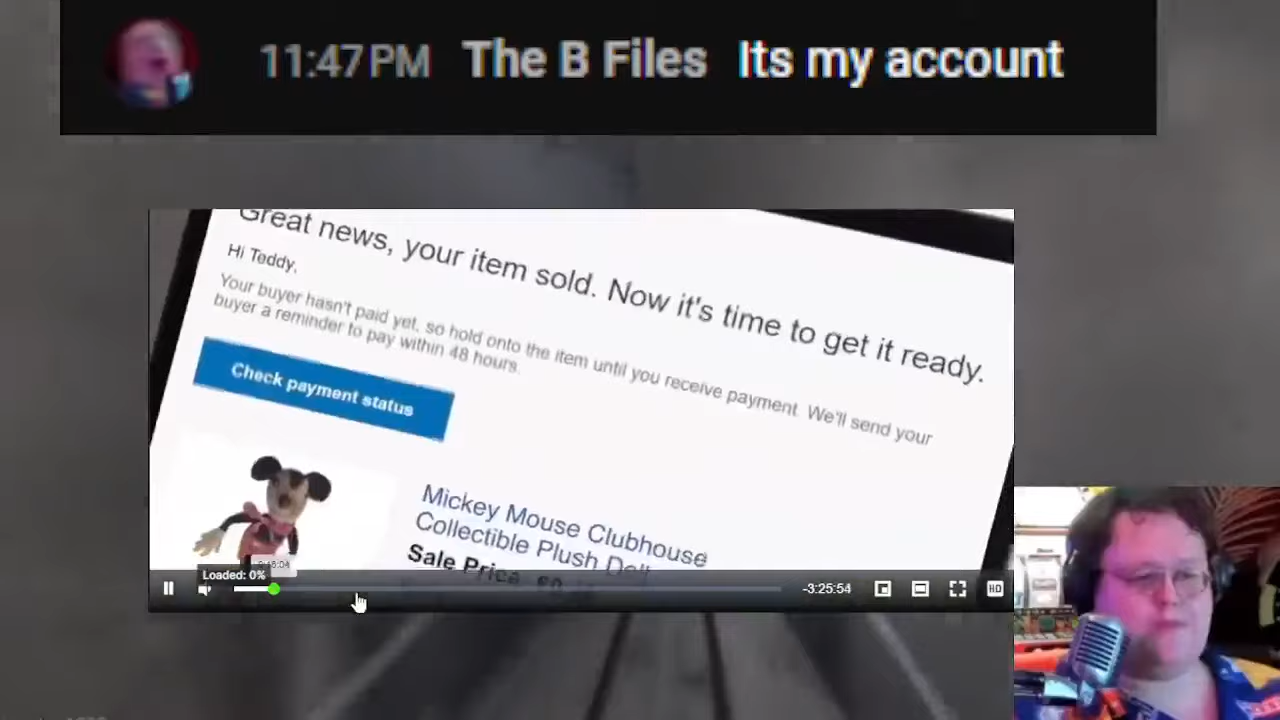 11:47 PM The B Files Its my account
Great news, your item sold. Now it's time to get it ready.
Hi Teddy,
Your buyer hasn't paid yet, so hold onto the item until you receive payment. We'll send your
buyer a reminder to pay within 48 hours.
Check payment status
Mickey Mouse Clubhouse
Collectible Plush Doll
Sale Price
Loaded: 0%
-3:25:54
HD